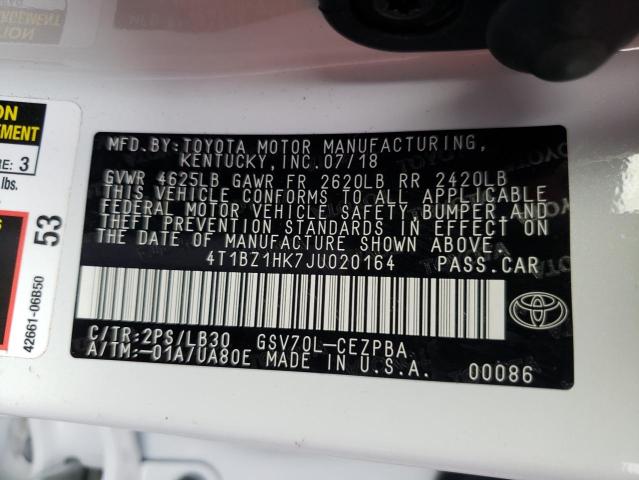 MFD.BY: TOYOTA MOTOR MANUFACTURING,
KENTUCKY, INC. 07/18
GVWR 4625LB GAWR FR 2620LB RR 2420LB
THIS VEHICLE CONFORMS TO ALL APPLICABLE
FEDERAL MOTOR VEHICLE SAFETY, BUMPER, AND
THEFT PREVENTION STANDARDS IN EFFECT ON
THE DATE OF MANUFACTURE SHOWN ABOVE.
4T1BZ1HK7JU020164 PASS.CAR
C/TR:2PS/LB30 GSV70L-CEZPBA
A/TM:-01A/UA80E MADE IN U.S.A. 00086
ON
EMENT
RE: 3
lbs.
53
42661-06B50